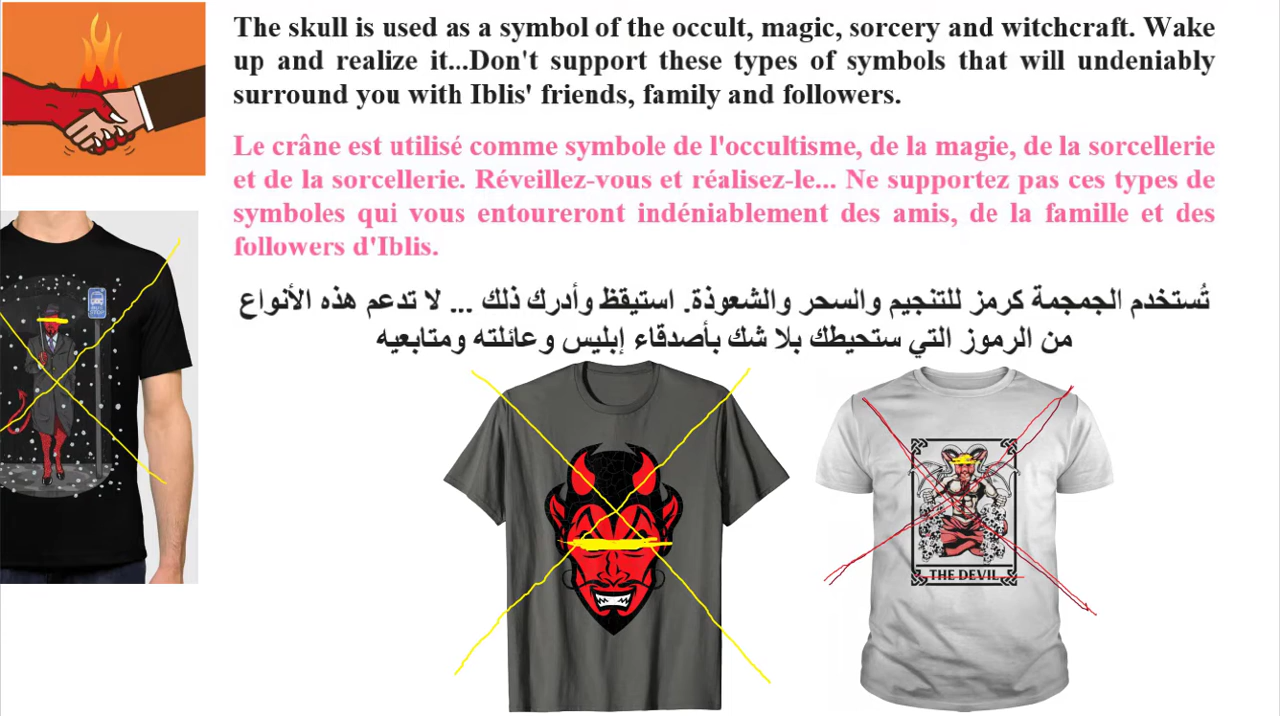 The skull is used as a symbol of the occult, magic, sorcery and witchcraft. Wake
up and realize it...Don't support these types of symbols that will undeniably
surround you with Iblis' friends, family and followers.
Le crâne est utilisé comme symbole de l'occultisme, de la magie, de la sorcellerie
et de la sorcellerie. Réveillez-vous et réalisez-le... Ne supportez pas ces types de
symboles qui vous entoureront indéniablement des amis, de la famille et des
followers d'Iblis.
تُستخدم الجمجمة كرمز للتنجيم والسحر والشعوذة. استيقظ وأدرك ذلك ... لا تدعم هذه الأنواع
من الرموز التي ستحيطك بلا شك بأصدقاء إبليس وعائلته ومتابعيه
THE DEVIL